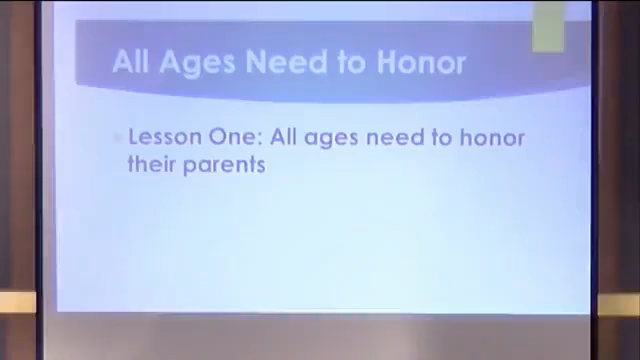 All Ages Need to Honor
Lesson One: All ages need to honor
their parents